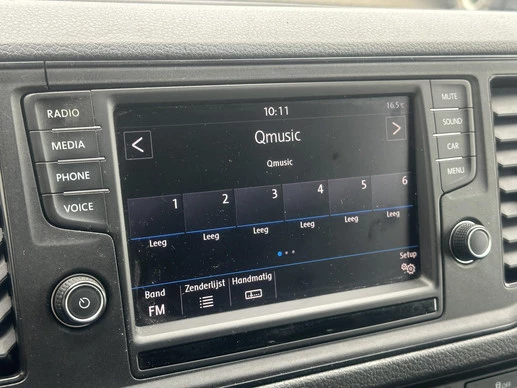 RADIO
MEDIA
PHONE
VOICE
10:11
16.5°C
<
Qmusic
>
Qmusic
1 2 3 4 5 6
Leeg Leeg Leeg Leeg Leeg Leeg
Band
FM
Zenderlijst
Handmatig
Setup
MUTE
SOUND
CAR
MENU
OFF